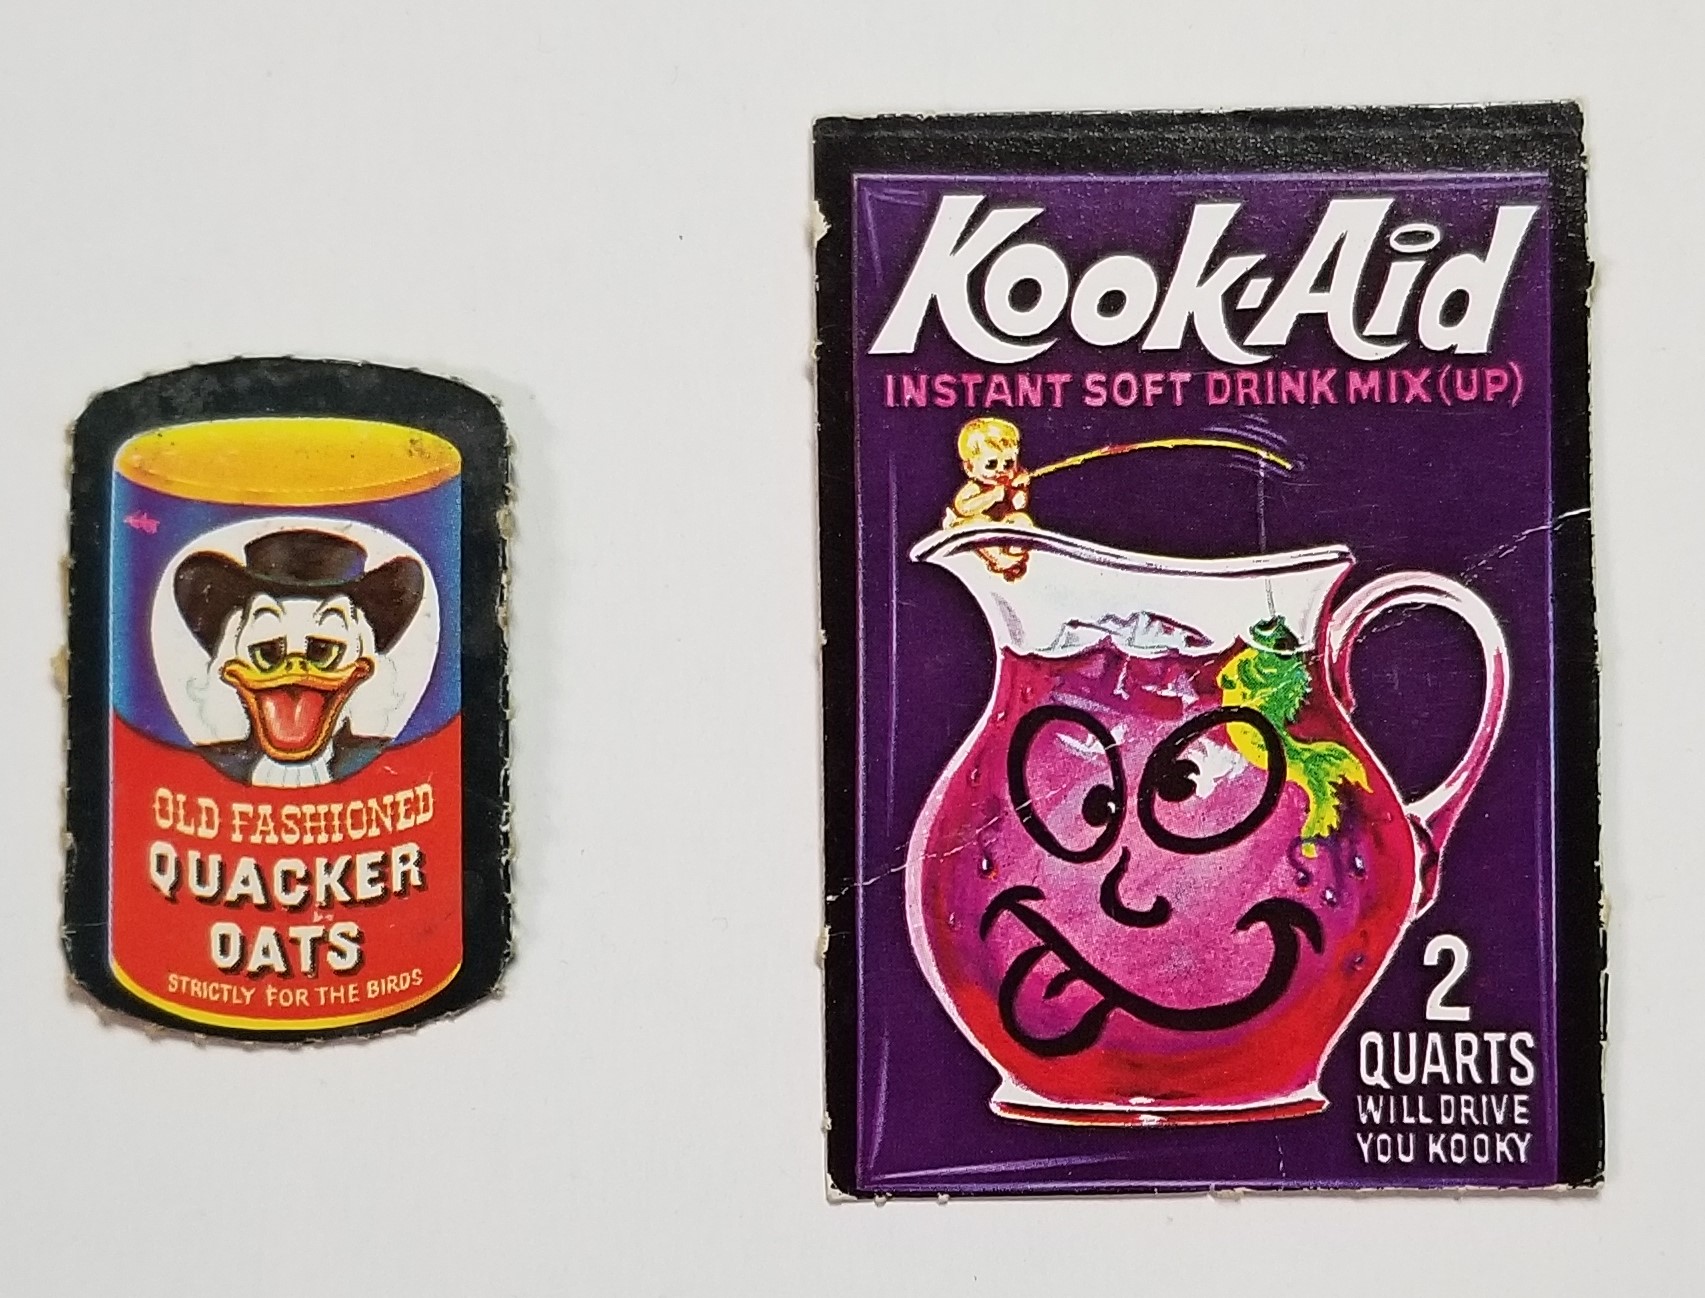 OLD FASHIONED
QUACKER
OATS
STRICTLY FOR THE BIRDS
Kook-Aid
INSTANT SOFT DRINK MIX (UP)
2
QUARTS
WILL DRIVE
YOU KOOKY